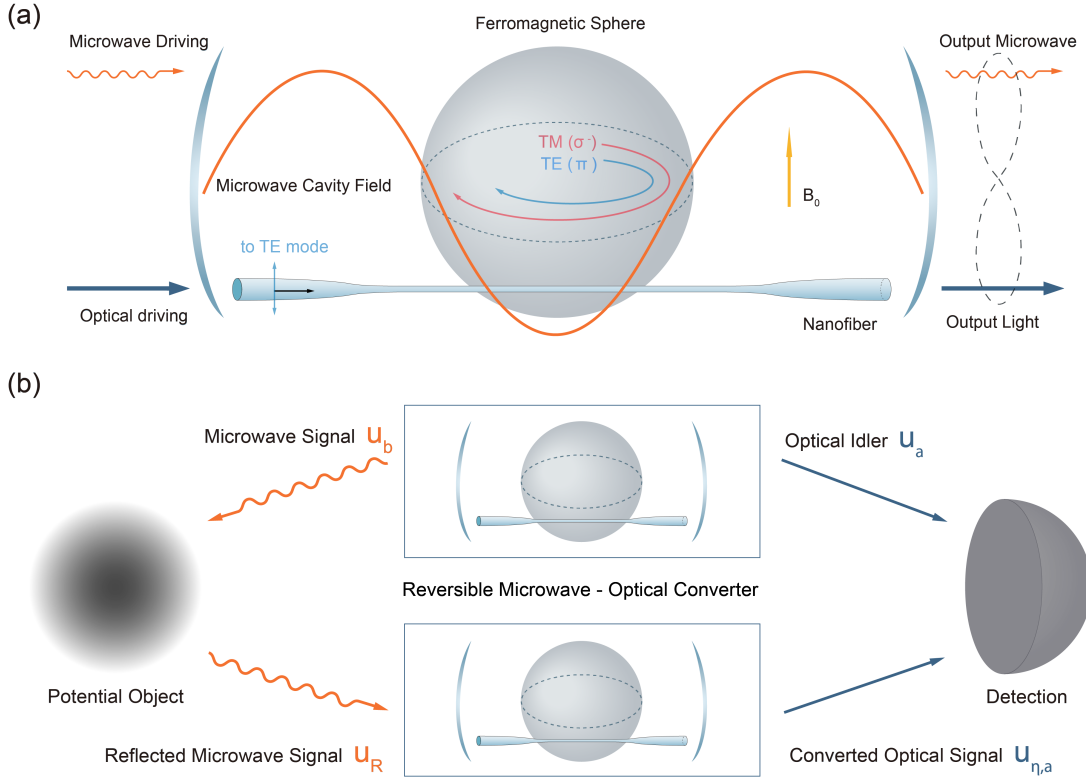 (a)
Ferromagnetic Sphere
Microwave Driving
Output Microwave
TM (σ⁻)
TE (π)
Microwave Cavity Field
B₀
to TE mode
Optical driving
Nanofiber
Output Light
(b)
Microwave Signal u_b
Optical Idler u_a
Reversible Microwave - Optical Converter
Potential Object
Detection
Reflected Microwave Signal u_R
Converted Optical Signal u_η,a